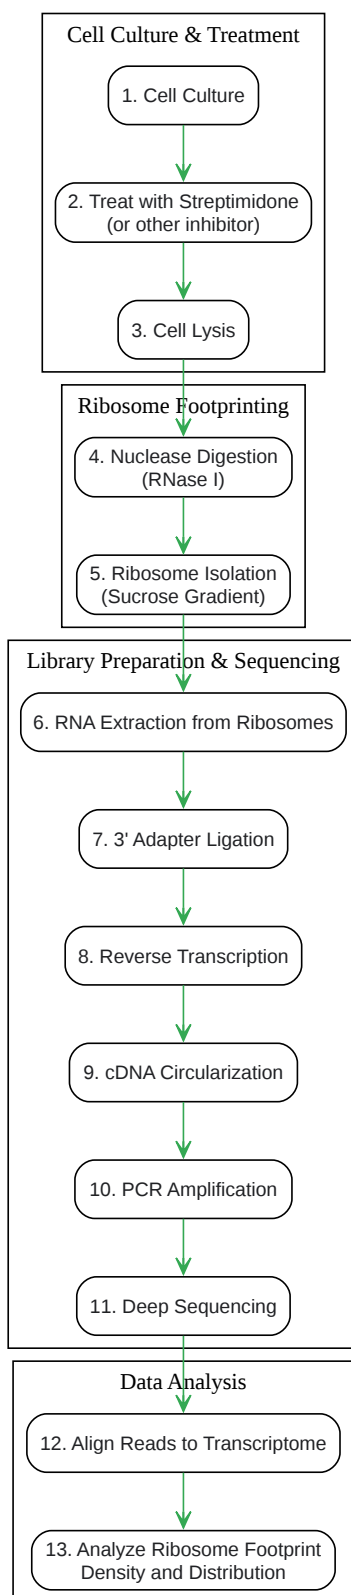 Cell Culture & Treatment
1. Cell Culture
2. Treat with Streptimidone
(or other inhibitor)
3. Cell Lysis
Ribosome Footprinting
4. Nuclease Digestion
(RNase I)
5. Ribosome Isolation
(Sucrose Gradient)
Library Preparation & Sequencing
6. RNA Extraction from Ribosomes
7. 3' Adapter Ligation
8. Reverse Transcription
9. cDNA Circularization
10. PCR Amplification
11. Deep Sequencing
Data Analysis
12. Align Reads to Transcriptome
13. Analyze Ribosome Footprint
Density and Distribution